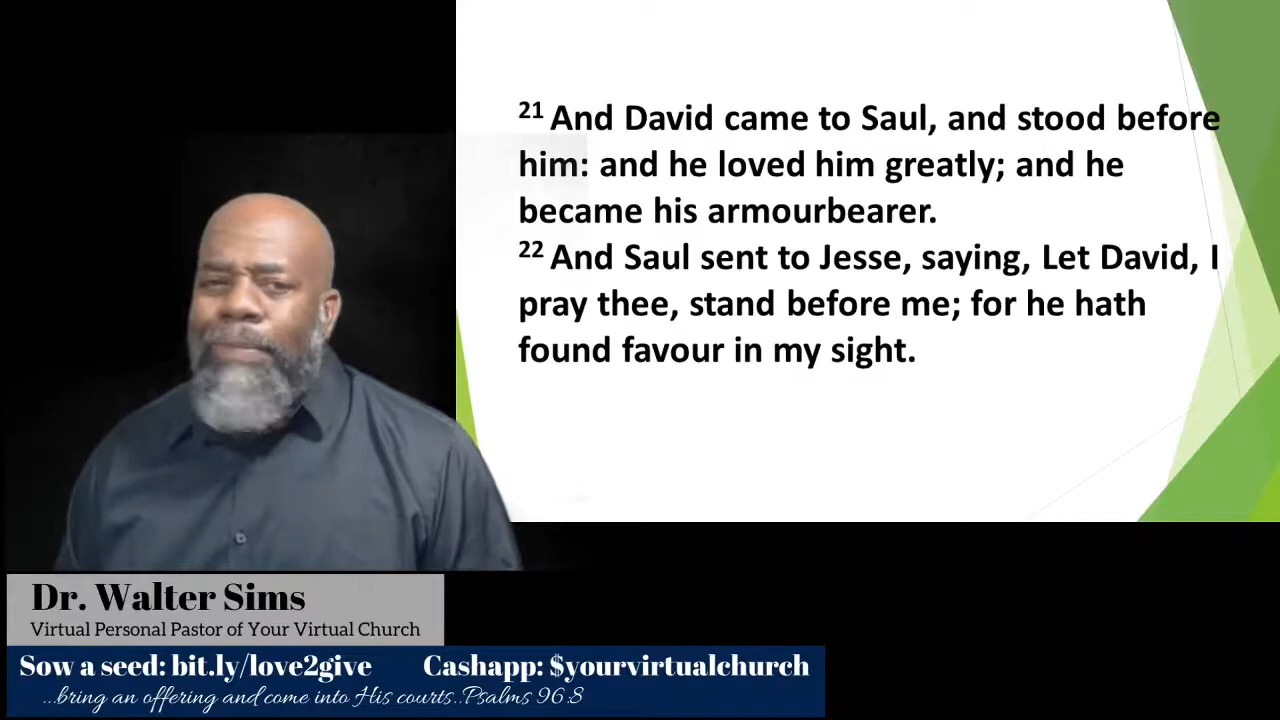 21 And David came to Saul, and stood before
him: and he loved him greatly; and he
became his armourbearer.
22 And Saul sent to Jesse, saying, Let David, I
pray thee, stand before me; for he hath
found favour in my sight.
Dr. Walter Sims
Virtual Personal Pastor of Your Virtual Church
Sow a seed: bit.ly/love2give Cashapp: $yourvirtualchurch
...bring an offering and come into His courts..Psalms 96:8